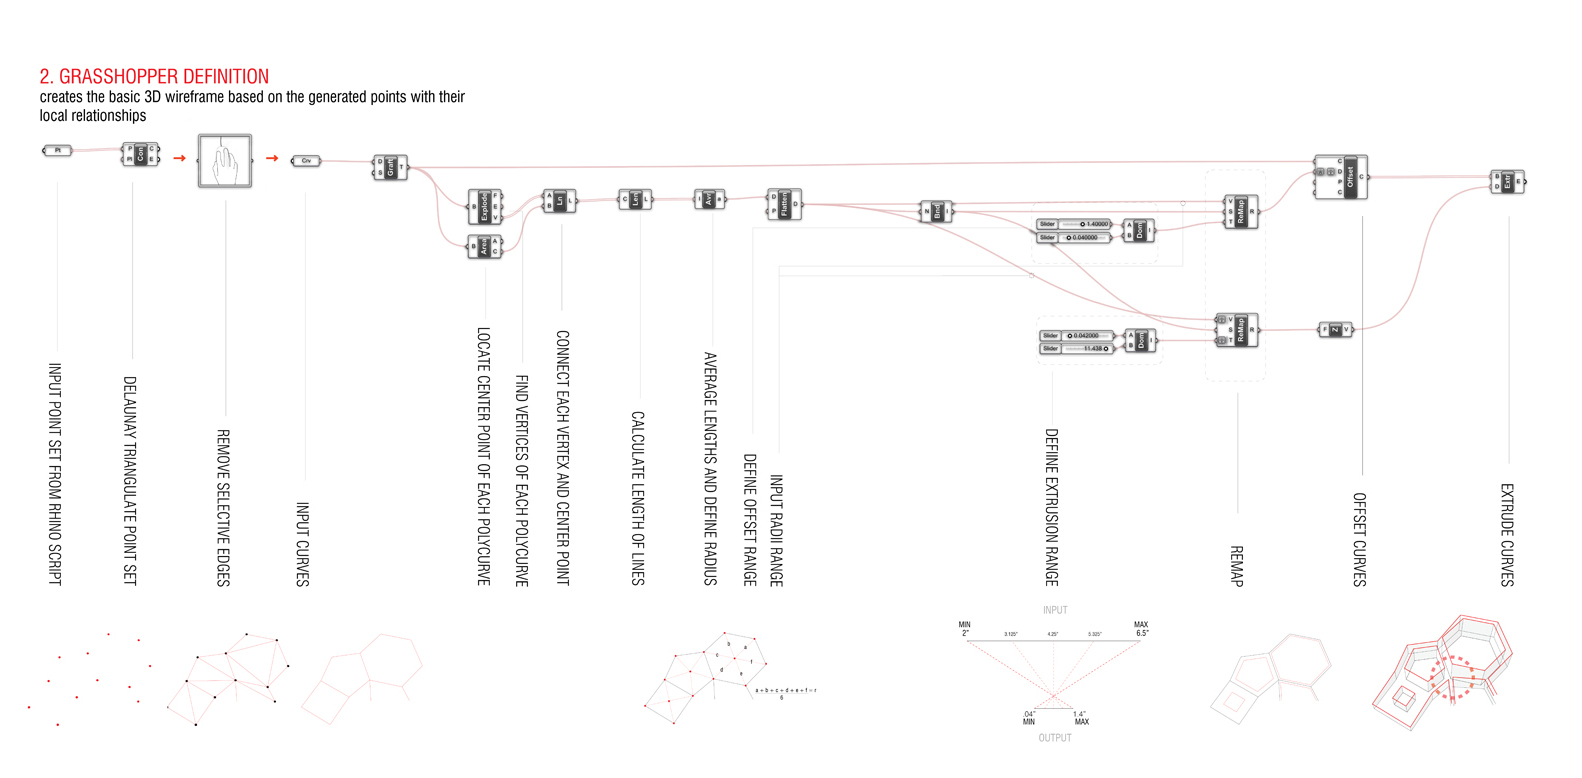 2. GRASSHOPPER DEFINITION
creates the basic 3D wireframe based on the generated points with their
local relationships
Pt
P
Pl
Con
C
E
Crv
D
S
Graft
T
B
Explode
F
E
V
B
Area
A
C
A
B
Ln
L
C
Len
L
I
Avr
a
D
P
Flatten
D
N
Bnd
I
Slider
1.40000
Slider
0.040000
A
B
Dom
I
V
S
T
ReMap
R
Slider
0.042000
Slider
11.438
A
B
Dom
I
V
S
T
ReMap
R
C
D
P
C
Offset
C
F
Z
V
B
D
Extr
E
INPUT POINT SET FROM RHINO SCRIPT
DELAUNAY TRIANGULATE POINT SET
REMOVE SELECTIVE EDGES
INPUT CURVES
LOCATE CENTER POINT OF EACH POLYCURVE
FIND VERTICES OF EACH POLYCURVE
CONNECT EACH VERTEX AND CENTER POINT
CALCULATE LENGTH OF LINES
AVERAGE LENGTHS AND DEFINE RADIUS
DEFINE OFFSET RANGE
INPUT RADII RANGE
DEFIINE EXTRUSION RANGE
REMAP
OFFSET CURVES
EXTRUDE CURVES
b
a
c
f
d
e
a + b + c + d + e + f = r
6
INPUT
MIN
2"
3.125"
4.25"
5.325"
MAX
6.5"
.04"
MIN
1.4"
MAX
OUTPUT